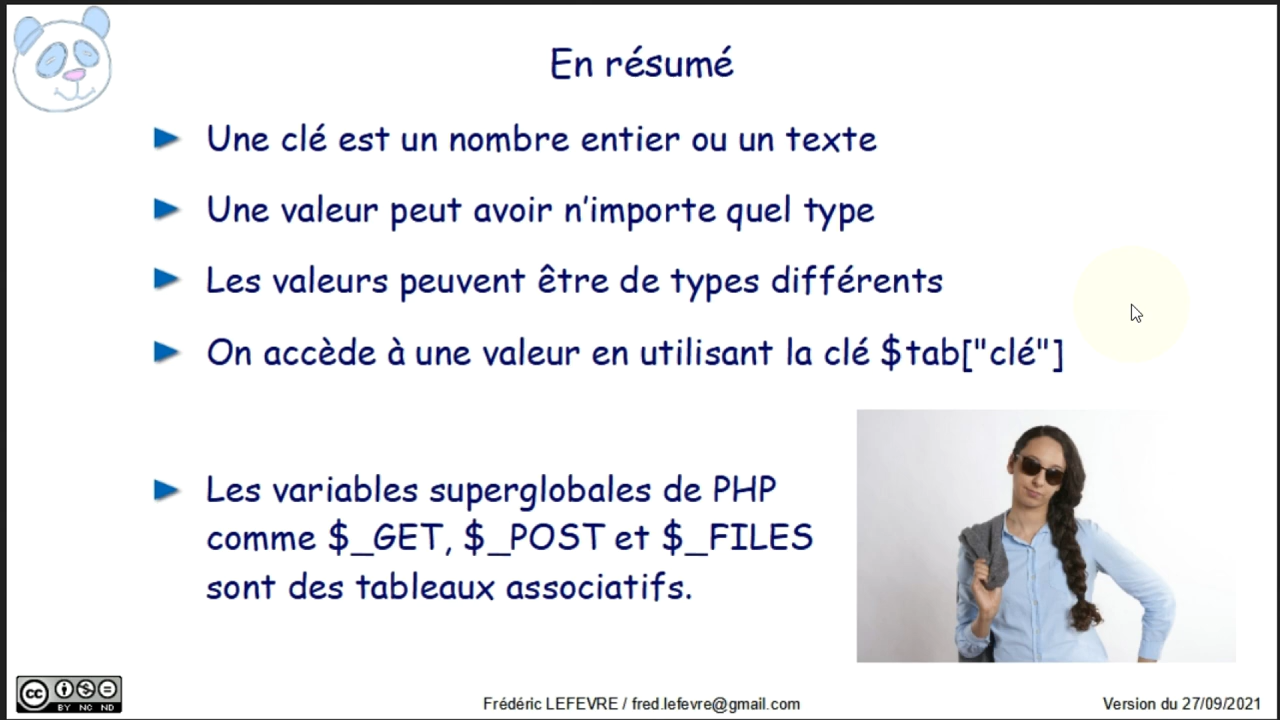 En résumé
Une clé est un nombre entier ou un texte
Une valeur peut avoir n'importe quel type
Les valeurs peuvent être de types différents
On accède à une valeur en utilisant la clé $tab["clé"]
Les variables superglobales de PHP
comme $_GET, $_POST et $_FILES
sont des tableaux associatifs.
cc
BY NC ND
Frédéric LEFEVRE / fred.lefevre@gmail.com
Version du 27/09/2021